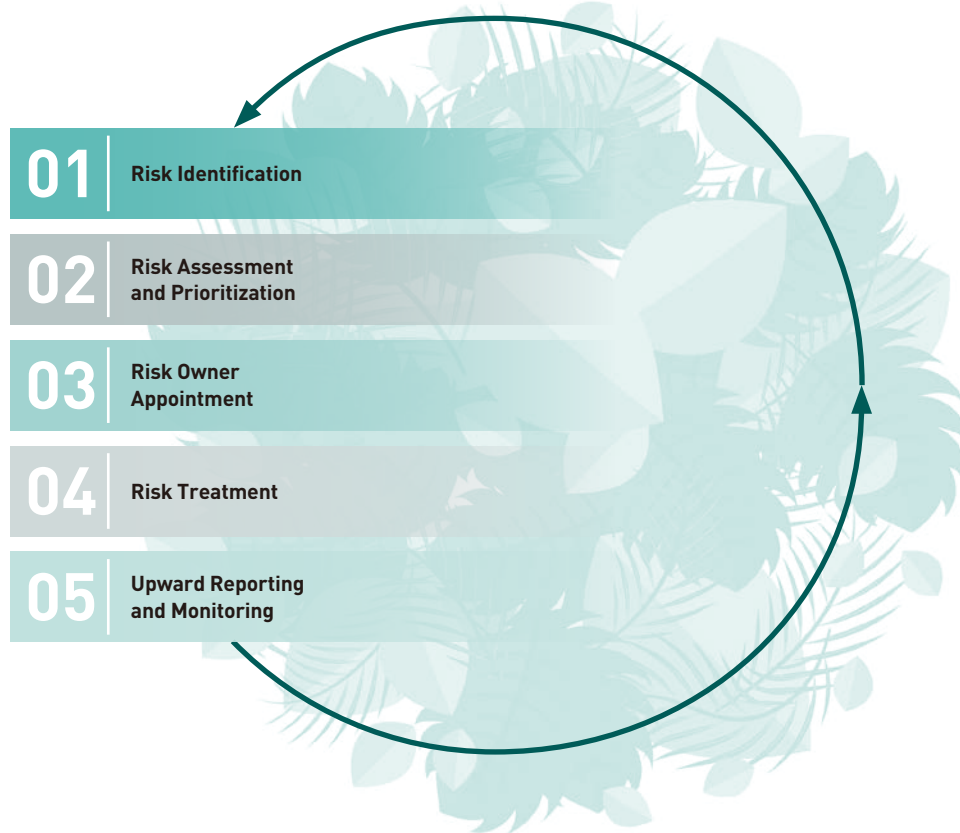 01
Risk Identification
02
Risk Assessment
and Prioritization
03
Risk Owner
Appointment
04
Risk Treatment
05
Upward Reporting
and Monitoring